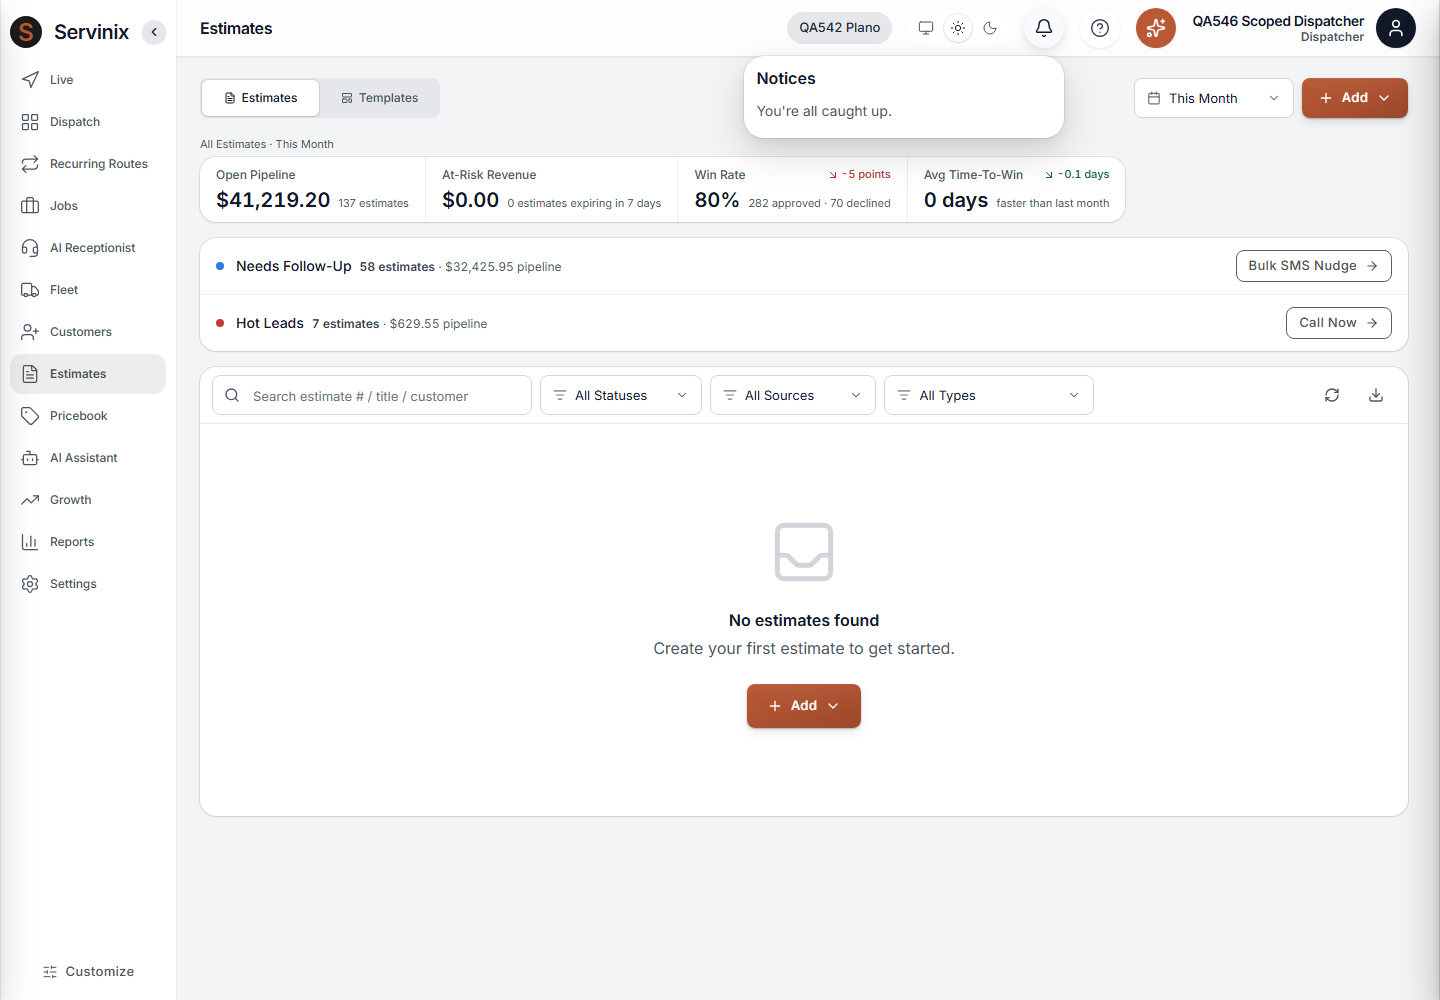 Servinix
Live
Dispatch
Recurring Routes
Jobs
AI Receptionist
Fleet
Customers
Estimates
Pricebook
AI Assistant
Growth
Reports
Settings
Customize
Estimates
QA542 Plano
QA546 Scoped Dispatcher
Dispatcher
Notices
You're all caught up.
Estimates
Templates
This Month
Add
All Estimates · This Month
Open Pipeline
$41,219.20 137 estimates
At-Risk Revenue
$0.00 0 estimates expiring in 7 days
Win Rate -5 points
80% 282 approved · 70 declined
Avg Time-To-Win -0.1 days
0 days faster than last month
Needs Follow-Up 58 estimates · $32,425.95 pipeline
Bulk SMS Nudge
Hot Leads 7 estimates · $629.55 pipeline
Call Now
Search estimate # / title / customer
All Statuses
All Sources
All Types
No estimates found
Create your first estimate to get started.
Add